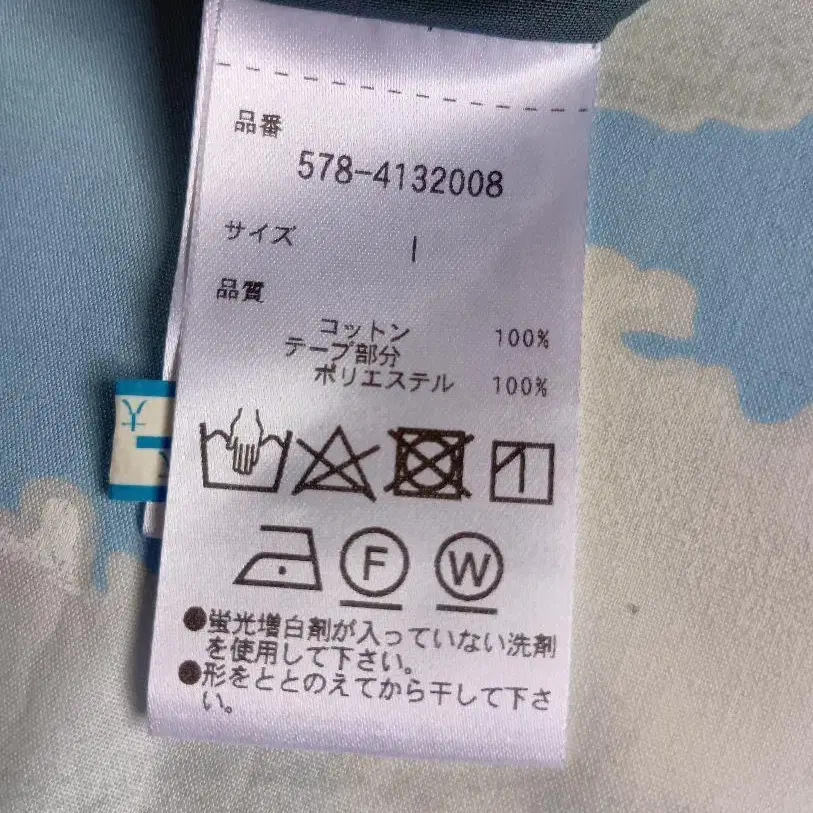 品番
578-4132008
サイズ
品質
コットン 100%
テープ部分
ポリエステル 100%
F W
●蛍光増白剤が入っていない洗剤
を使用して下さい。
●形をととのえてから干して下さ
い。